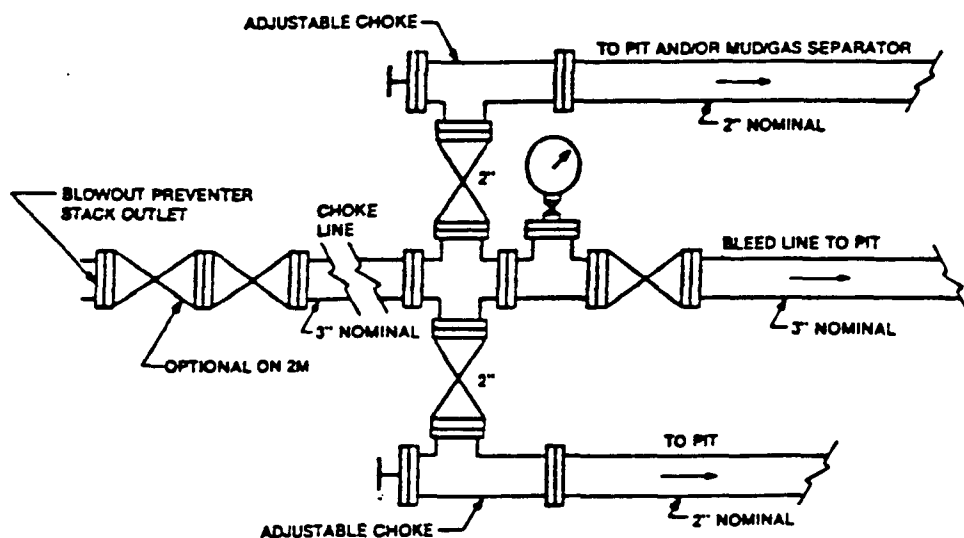 ADJUSTABLE CHOKE
TO PIT AND/OR MUD/GAS SEPARATOR
2" NOMINAL
2"
BLOWOUT PREVENTER
STACK OUTLET
CHOKE
LINE
BLEED LINE TO PIT
3" NOMINAL
3" NOMINAL
OPTIONAL ON 2M
2"
TO PIT
2" NOMINAL
ADJUSTABLE CHOKE